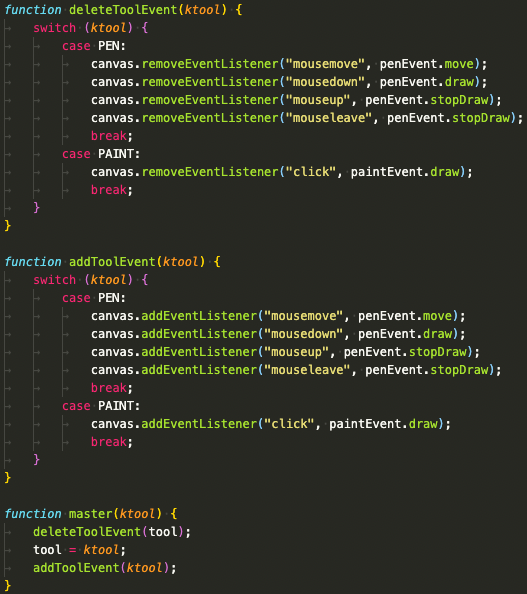 function deleteToolEvent(ktool) {
switch (ktool) {
case PEN:
canvas.removeEventListener("mousemove", penEvent.move);
canvas.removeEventListener("mousedown", penEvent.draw);
canvas.removeEventListener("mouseup", penEvent.stopDraw);
canvas.removeEventListener("mouseleave", penEvent.stopDraw);
break;
case PAINT:
canvas.removeEventListener("click", paintEvent.draw);
break;
}
}
function addToolEvent(ktool) {
switch (ktool) {
case PEN:
canvas.addEventListener("mousemove", penEvent.move);
canvas.addEventListener("mousedown", penEvent.draw);
canvas.addEventListener("mouseup", penEvent.stopDraw);
canvas.addEventListener("mouseleave", penEvent.stopDraw);
break;
case PAINT:
canvas.addEventListener("click", paintEvent.draw);
break;
}
}
function master(ktool) {
deleteToolEvent(tool);
tool = ktool;
addToolEvent(ktool);
}